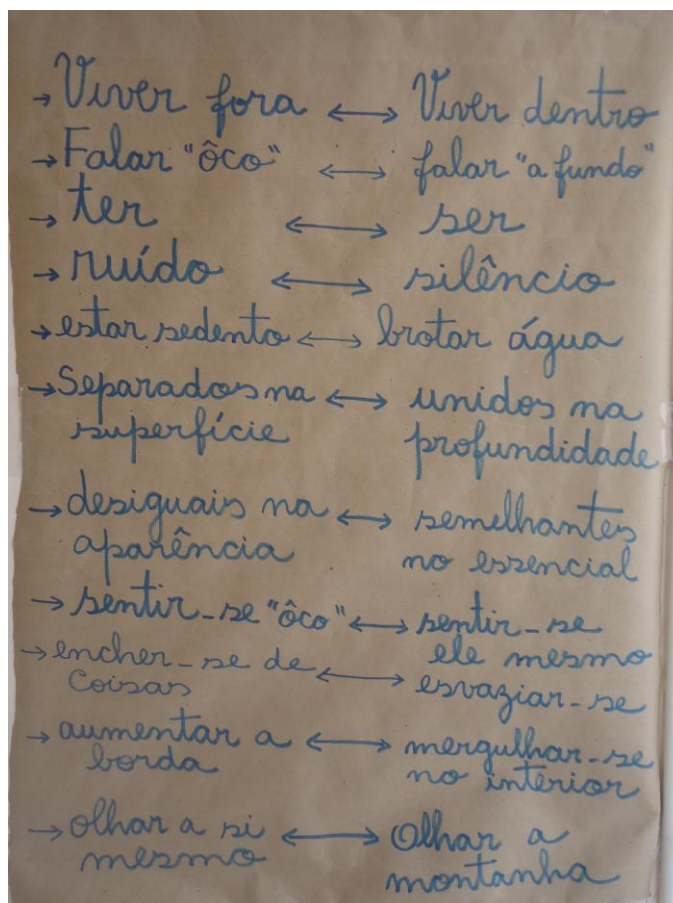 → Viver fora ↔ Viver dentro
→ Falar "ôco" ↔ falar "a fundo"
→ ter ↔ ser
→ ruído ↔ silêncio
→ estar sedento ↔ brotar água
→ Separados na ↔ unidos na
superfície profundidade
→ desiguais na ↔ semelhantes
aparência no essencial
→ sentir-se "ôco" ↔ sentir-se
ele mesmo
→ encher-se de ↔ esvaziar-se
coisas
→ aumentar a ↔ mergulhar-se
borda no interior
→ olhar a si ↔ Olhar a
mesmo montanha